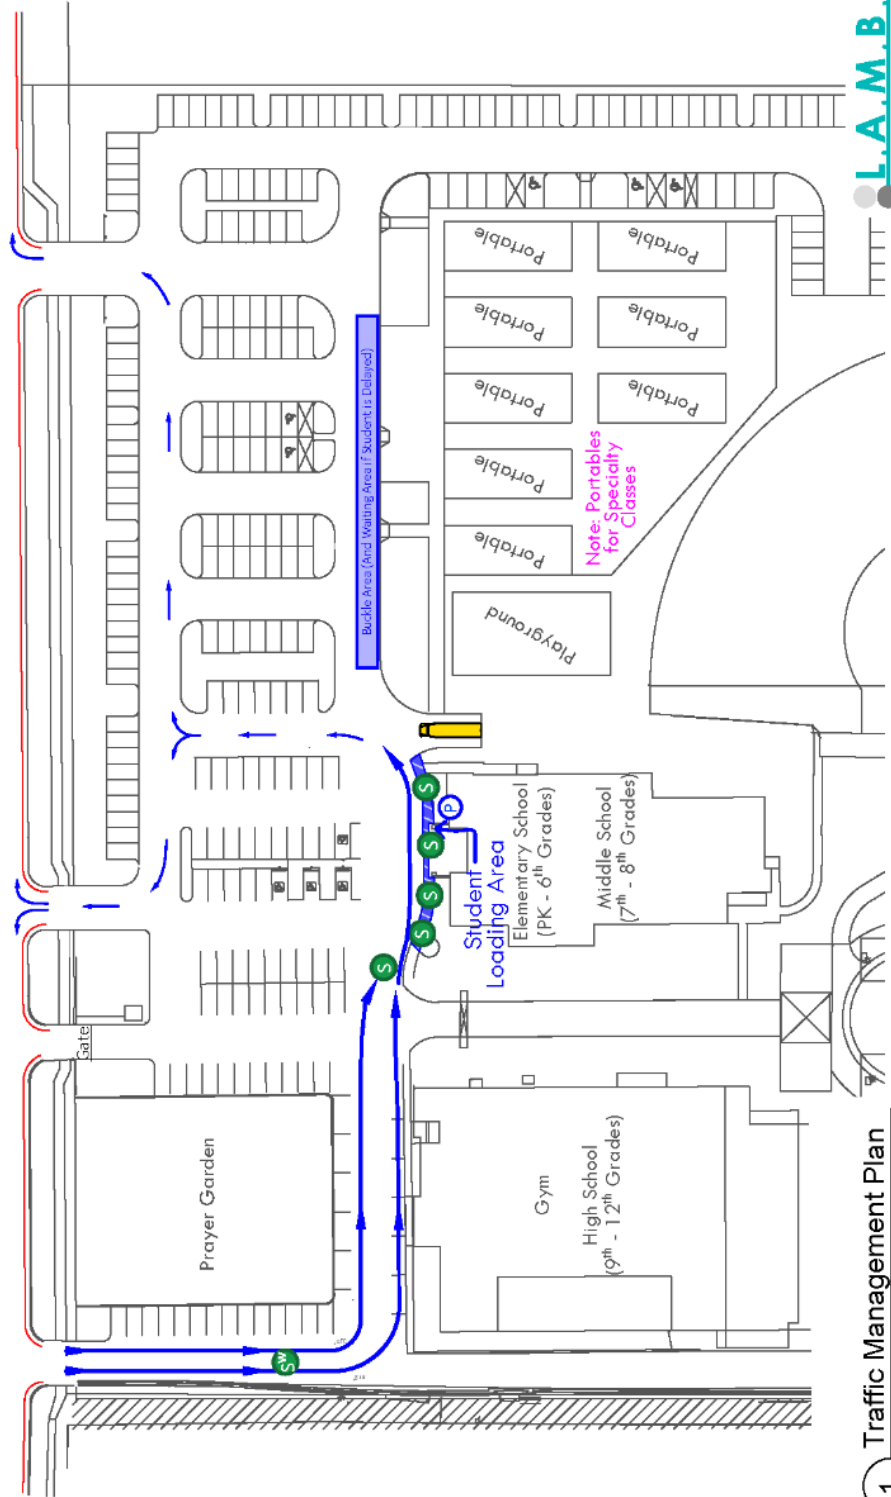 L.A.M.B.
Portable
Portable
Portable
Portable
Portable
Portable
Portable
Portable
Buckle Area (And Waiting Area if Student is Delayed)
Note: Portables
for Specialty
Classes
Playground
S
S
S
S
S
P
Student
Loading Area
Elementary School
(PK - 6th Grades)
Middle School
(7th - 8th Grades)
Gate
Prayer Garden
Gym
High School
(9th - 12th Grades)
SW
1
Traffic Management Plan